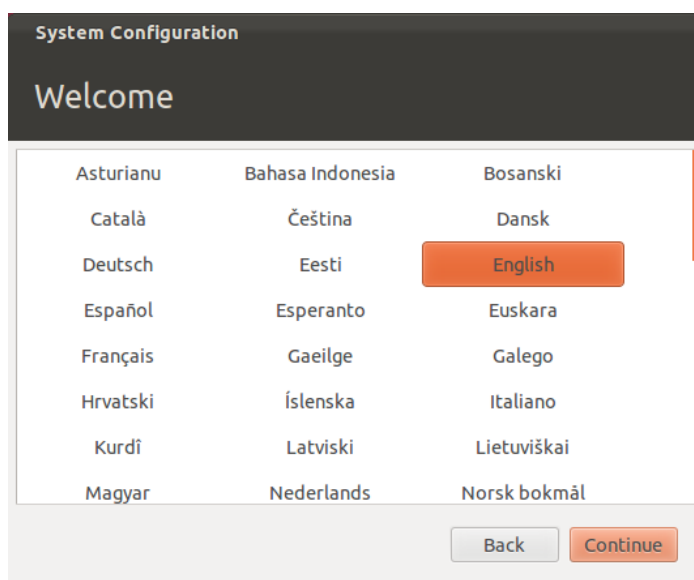 System Configuration
Welcome
Asturianu Bahasa Indonesia Bosanski
Català Čeština Dansk
Deutsch Eesti English
Español Esperanto Euskara
Français Gaeilge Galego
Hrvatski Íslenska Italiano
Kurdî Latviski Lietuviškai
Magyar Nederlands Norsk bokmål
Back Continue